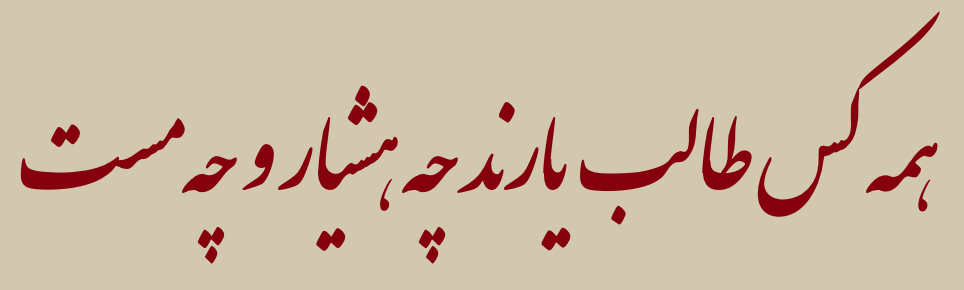 همه کس طالب یارند چه هشیار و چه مست